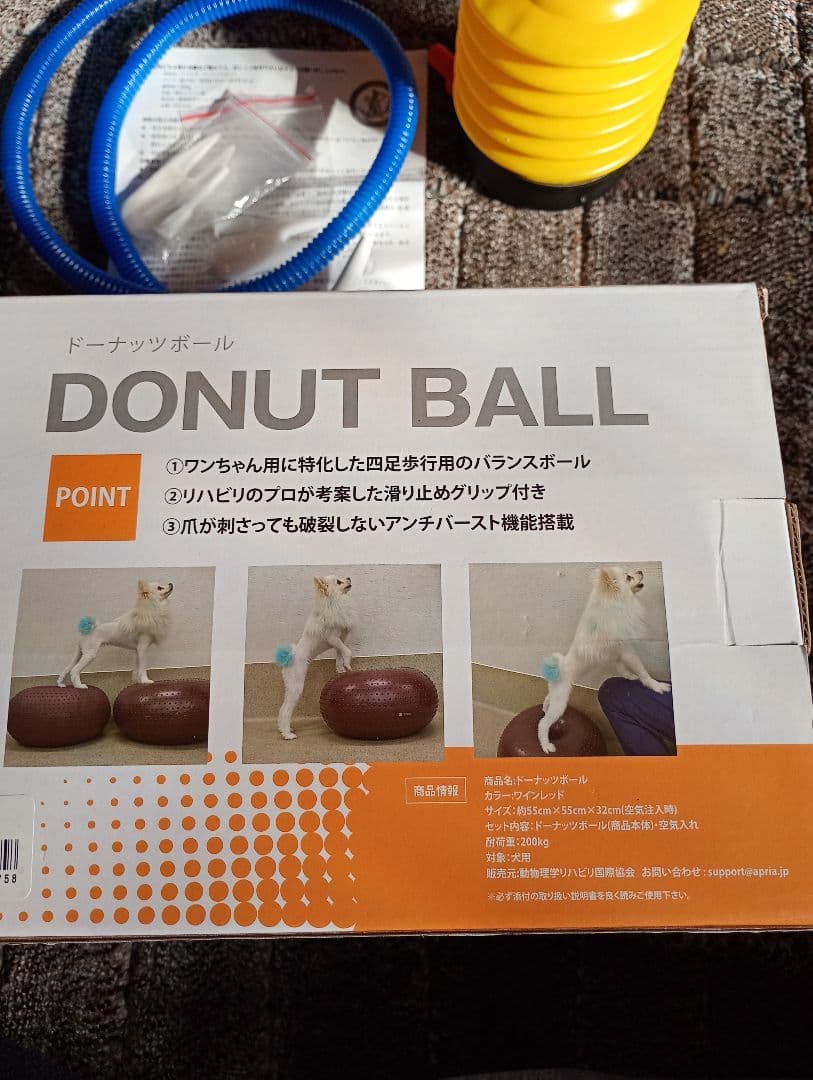 ドーナッツボール
DONUT BALL
POINT
①ワンちゃん用に特化した四足歩行用のバランスボール
②リハビリのプロが考案した滑り止めグリップ付き
③爪が刺さっても破裂しないアンチバースト機能搭載
商品情報
商品名:ドーナッツボール
カラー:ワインレッド
サイズ:約55cm×55cm×32cm(空気注入時)
セット内容:ドーナッツボール(商品本体)・空気入れ
耐荷重:200kg
対象:犬用
販売元:動物理学リハビリ国際協会 お問い合わせ:support@apria.jp
※必ず添付の取り扱い説明書を良く読みご使用下さい。
758